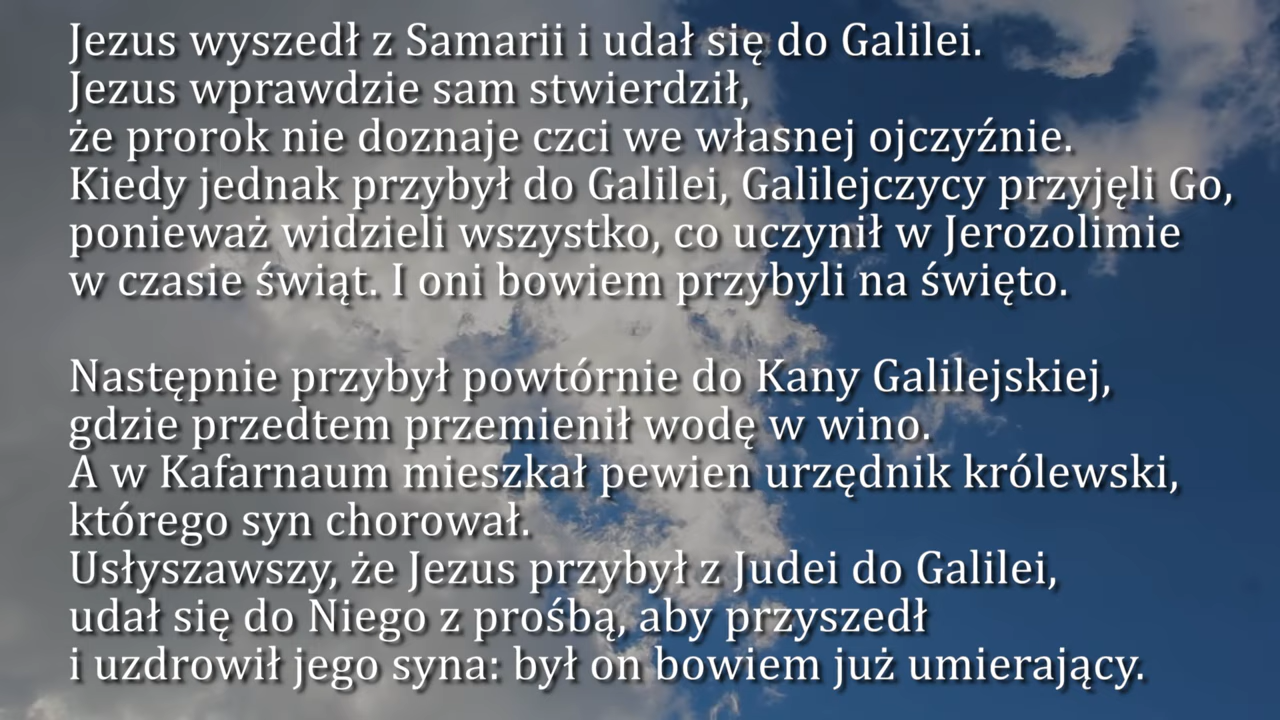 Jezus wyszedł z Samarii i udał się do Galilei.
Jezus wprawdzie sam stwierdził,
że prorok nie doznaje czci we własnej ojczyźnie.
Kiedy jednak przybył do Galilei, Galilejczycy przyjęli Go,
ponieważ widzieli wszystko, co uczynił w Jerozolimie
w czasie świąt. I oni bowiem przybyli na święto.
Następnie przybył powtórnie do Kany Galilejskiej,
gdzie przedtem przemienił wodę w wino.
A w Kafarnaum mieszkał pewien urzędnik królewski,
którego syn chorował.
Usłyszawszy, że Jezus przybył z Judei do Galilei,
udał się do Niego z prośbą, aby przyszedł
i uzdrowił jego syna: był on bowiem już umierający.